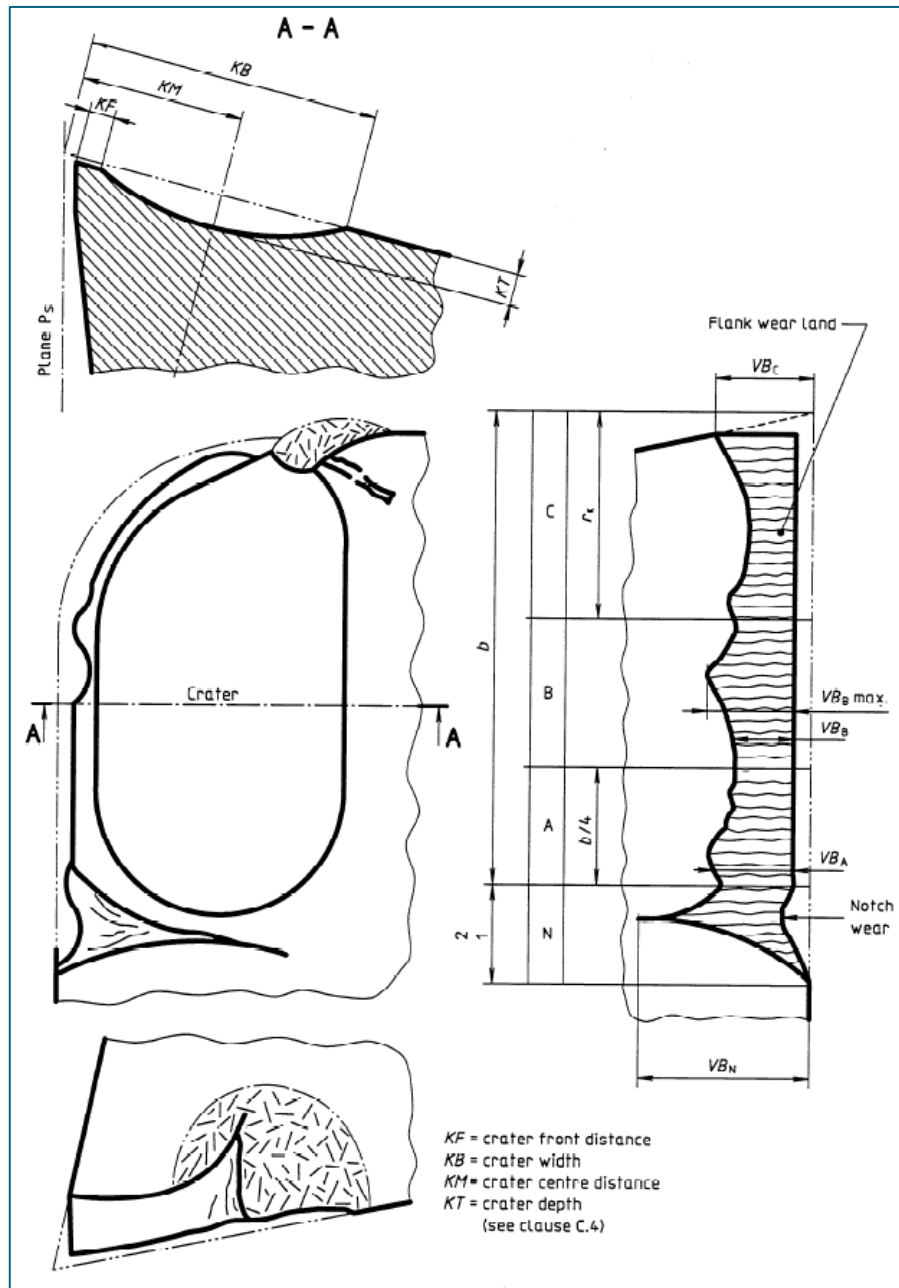 A – A
KB
KM
KF
KT
Plane Ps
Flank wear land
VBC
C
rε
b
B
Crater
A
A
VBB max.
VBB
A
b/4
VBA
Notch
wear
2
1
N
VBN
KF = crater front distance
KB = crater width
KM = crater centre distance
KT = crater depth
(see clause C.4)